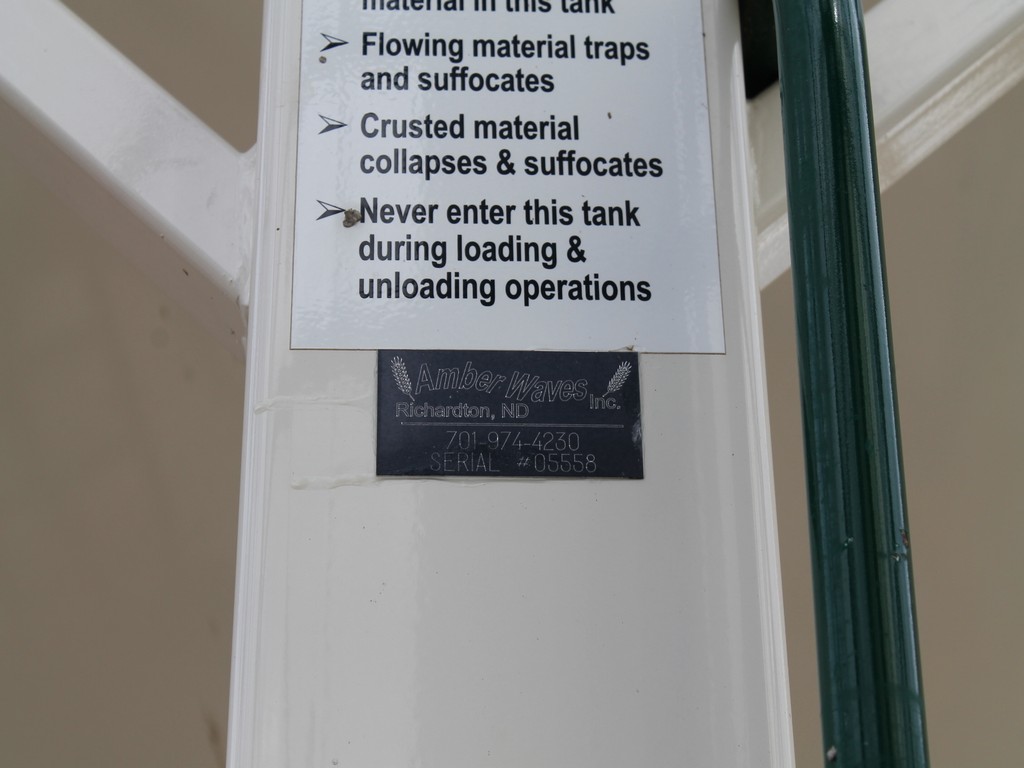 material in this tank
➢ Flowing material traps
and suffocates
➢ Crusted material
collapses & suffocates
➢ Never enter this tank
during loading &
unloading operations
Amber Waves Inc.
Richardton, ND
701-974-4230
SERIAL #05558